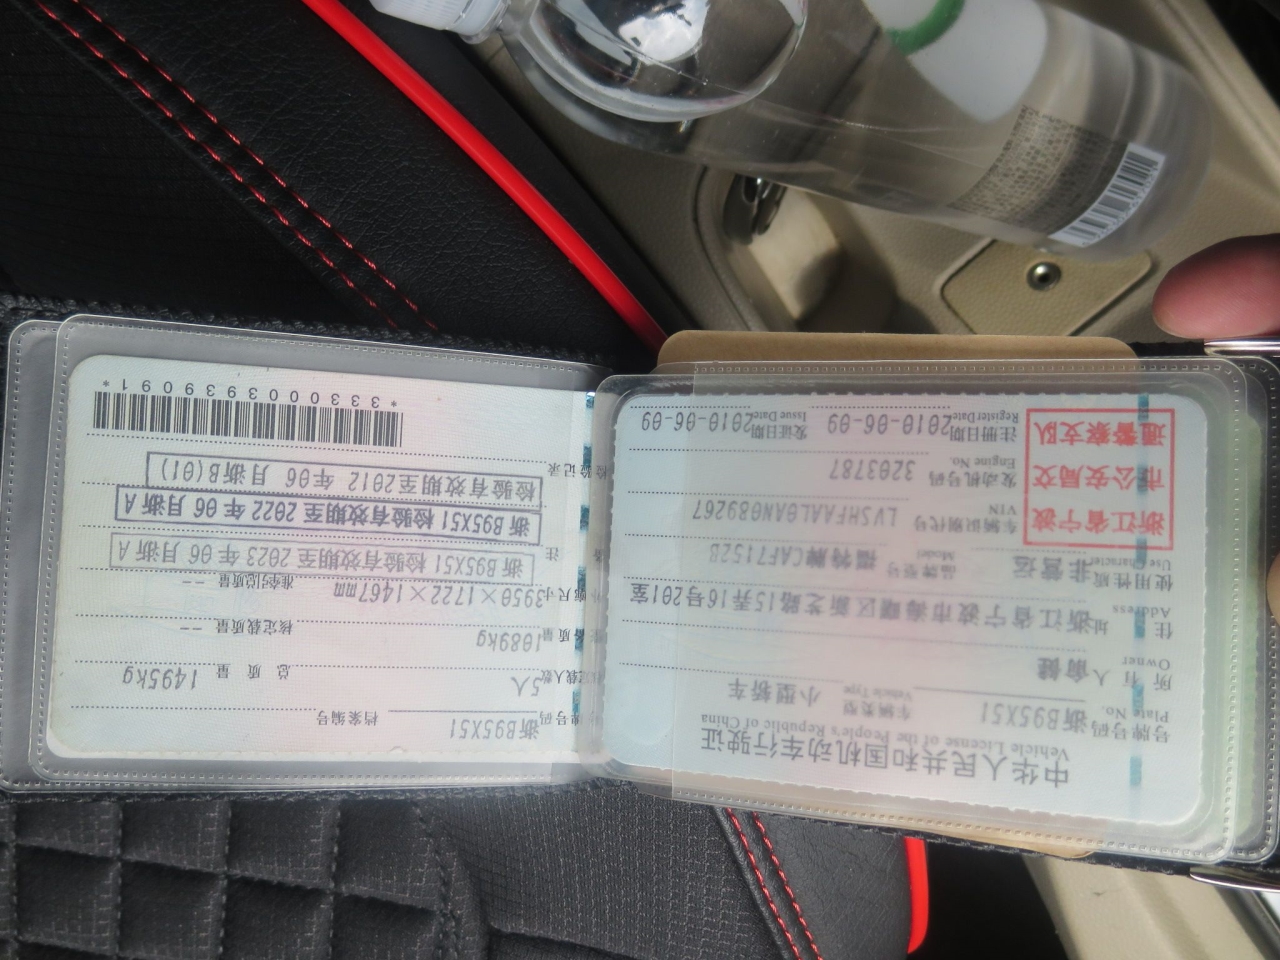 中华人民共和国机动车行驶证
Vehicle License of the People's Republic of China
号牌号码 浙B95X51 车辆类型 小型轿车
Plate No. Vehicle Type
所有人 俞健
Owner
住址 浙江省宁波市海曙区新芝路15弄16号201室
Address
使用性质 非营运 品牌型号 福特牌CAF7152B
Use Character Model
浙江省宁波
市公安局交
通警察支队
车辆识别代号 LVSHFAAL0AN089267
VIN
发动机号码 3203787
Engine No.
注册日期 2010-06-09 发证日期 2010-06-09
Register Date Issue Date
号牌号码 浙B95X51 档案编号
核定载人数 5人 总质量 1495kg
整备质量 1089kg 核定载质量 --
外廓尺寸 3950×1722×1467mm 准牵引总质量 --
备注 浙B95X51 检验有效期至2023年06月浙A
浙B95X51 检验有效期至2022年06月浙A
检验记录 检验有效期至2012年06月浙B(01)
*3330003939091*